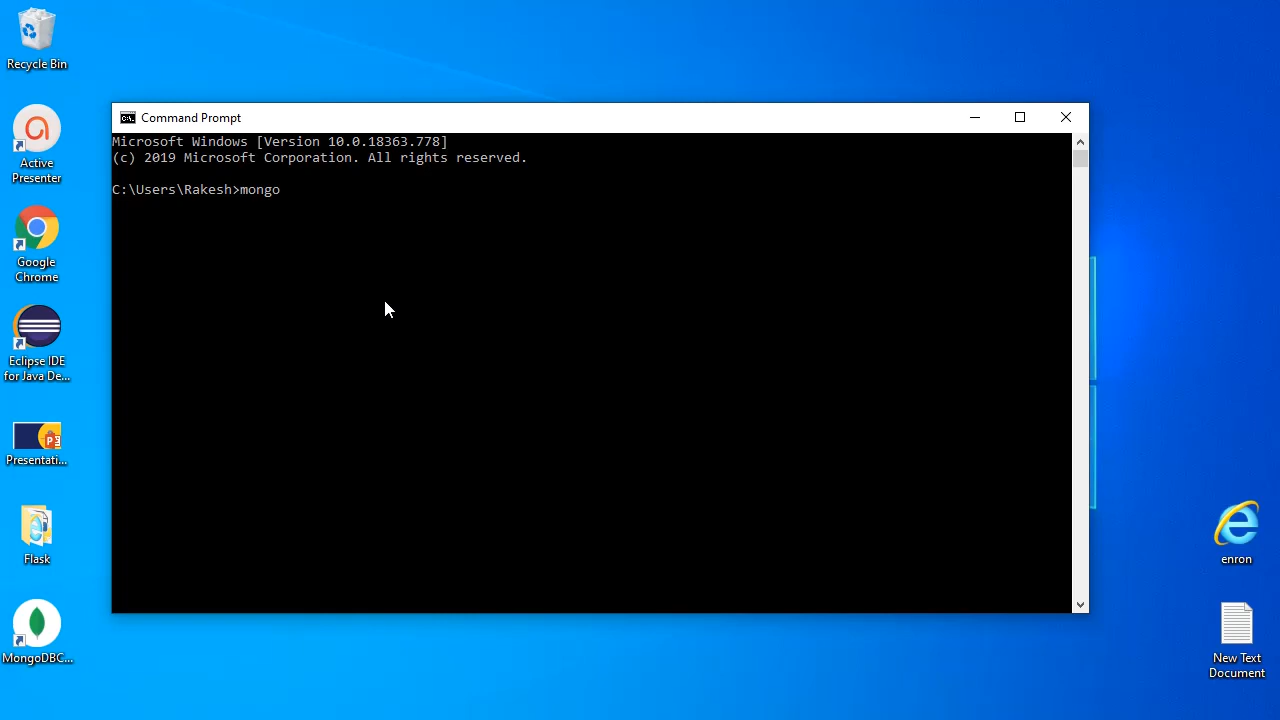 Recycle Bin
Active
Presenter
Google
Chrome
Eclipse IDE
for Java De...
Presentati...
Flask
MongoDBC...
C:\.
Command Prompt
Microsoft Windows [Version 10.0.18363.778]
(c) 2019 Microsoft Corporation. All rights reserved.
C:\Users\Rakesh>mongo
enron
New Text
Document